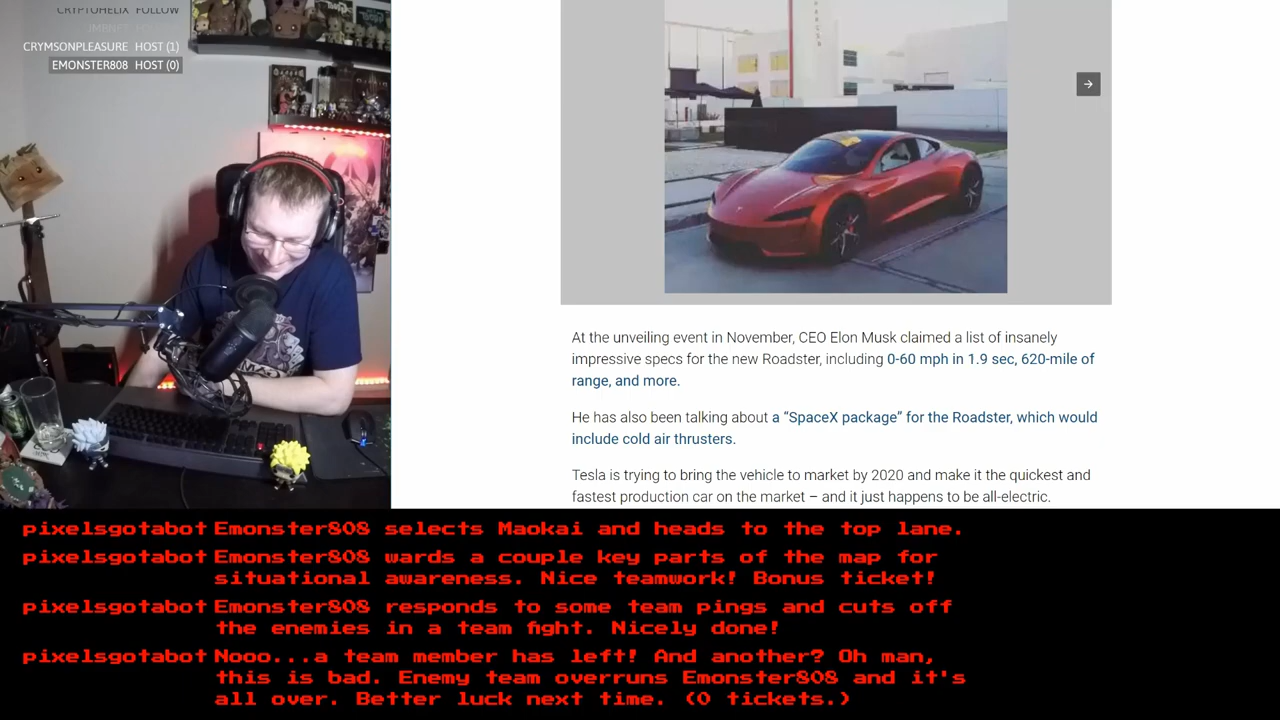 CRYPTOHELIX FOLLOW
CRYMSONPLEASURE HOST (1)
EMONSTER808 HOST (0)
At the unveiling event in November, CEO Elon Musk claimed a list of insanely
impressive specs for the new Roadster, including 0-60 mph in 1.9 sec, 620-mile of
range, and more.
He has also been talking about a “SpaceX package” for the Roadster, which would
include cold air thrusters.
Tesla is trying to bring the vehicle to market by 2020 and make it the quickest and
fastest production car on the market – and it just happens to be all-electric.
pixelsgotabot Emonster808 selects Maokai and heads to the top lane.
pixelsgotabot Emonster808 wards a couple key parts of the map for
situational awareness. Nice teamwork! Bonus ticket!
pixelsgotabot Emonster808 responds to some team pings and cuts off
the enemies in a team fight. Nicely done!
pixelsgotabot Nooo...a team member has left! And another? Oh man,
this is bad. Enemy team overruns Emonster808 and it's
all over. Better luck next time. (0 tickets.)